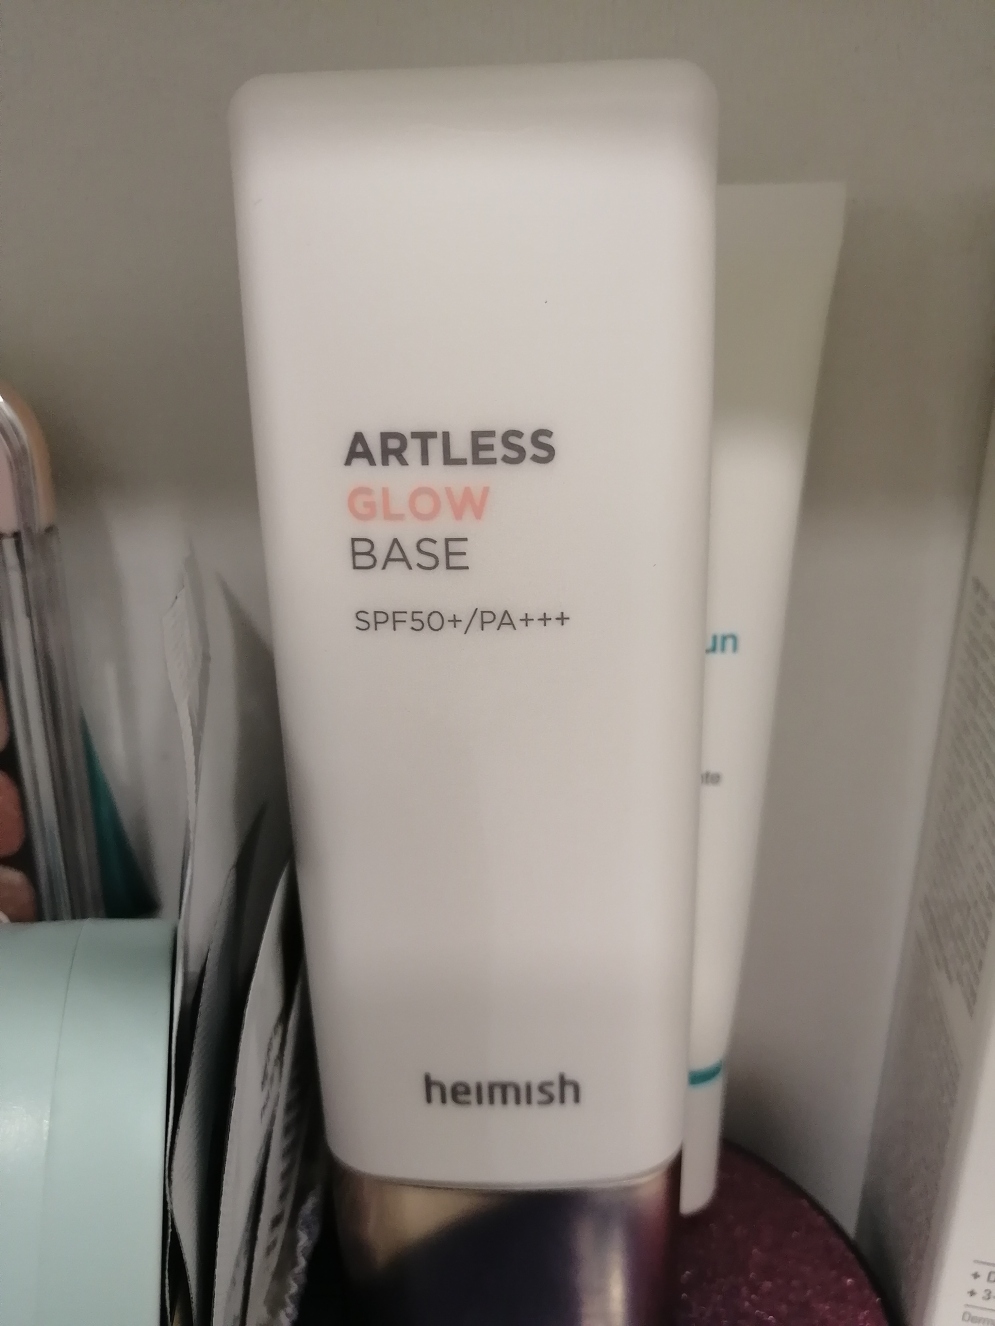 ARTLESS
GLOW
BASE
SPF50+/PA+++
heimish